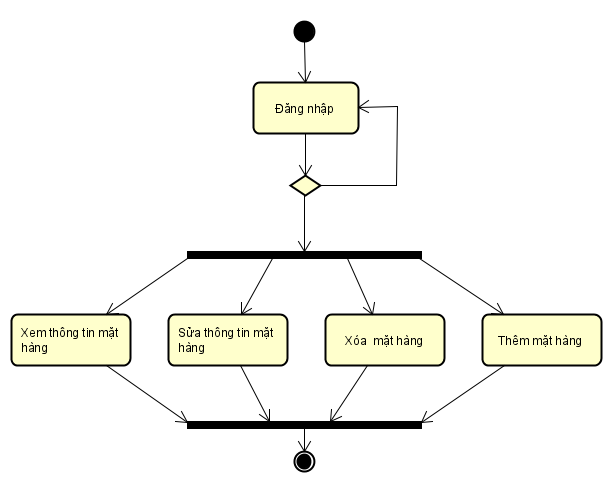 Đăng nhập
Xem thông tin mặt
hàng
Sửa thông tin mặt
hàng
Xóa mặt hàng
Thêm mặt hàng